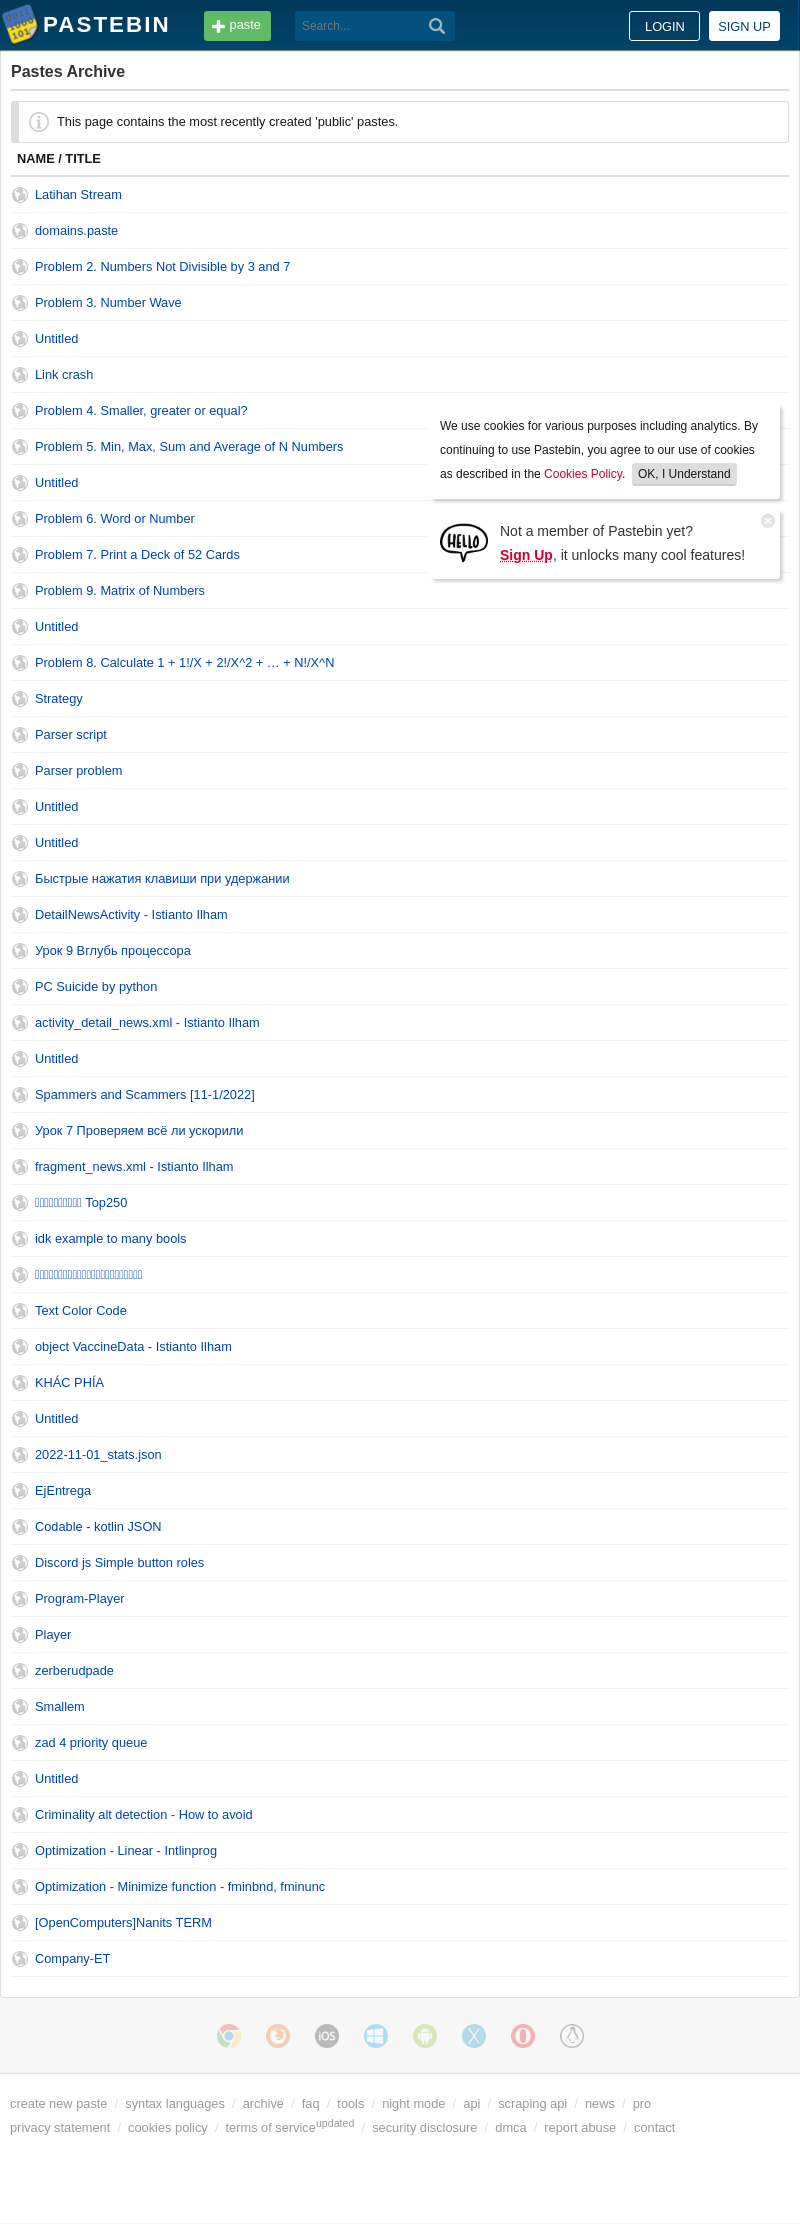 PASTEBIN
paste
Search...
LOGIN
SIGN UP
Pastes Archive
This page contains the most recently created 'public' pastes.
NAME / TITLE
Latihan Stream
domains.paste
Problem 2. Numbers Not Divisible by 3 and 7
Problem 3. Number Wave
Untitled
Link crash
Problem 4. Smaller, greater or equal?
Problem 5. Min, Max, Sum and Average of N Numbers
Untitled
Problem 6. Word or Number
Problem 7. Print a Deck of 52 Cards
Problem 9. Matrix of Numbers
We use cookies for various purposes including analytics. By
continuing to use Pastebin, you agree to our use of cookies
as described in the Cookies Policy. OK, I Understand
HELLO
Not a member of Pastebin yet?
Sign Up, it unlocks many cool features!
Untitled
Problem 8. Calculate 1 + 1!/X + 2!/X^2 + … + N!/X^N
Strategy
Parser script
Parser problem
Untitled
Untitled
Быстрые нажатия клавиши при удержании
DetailNewsActivity - Istianto Ilham
Урок 9 Вглубь процессора
PC Suicide by python
activity_detail_news.xml - Istianto Ilham
Untitled
Spammers and Scammers [11-1/2022]
Урок 7 Проверяем всё ли ускорили
fragment_news.xml - Istianto Ilham
Top250
idk example to many bools
Text Color Code
object VaccineData - Istianto Ilham
KHÁC PHÍA
Untitled
2022-11-01_stats.json
EjEntrega
Codable - kotlin JSON
Discord js Simple button roles
Program-Player
Player
zerberudpade
Smallem
zad 4 priority queue
Untitled
Criminality alt detection - How to avoid
Optimization - Linear - Intlinprog
Optimization - Minimize function - fminbnd, fminunc
[OpenComputers]Nanits TERM
Company-ET
iOS
create new paste / syntax languages / archive / faq / tools / night mode / api / scraping api / news / pro
privacy statement / cookies policy / terms of service updated / security disclosure / dmca / report abuse / contact